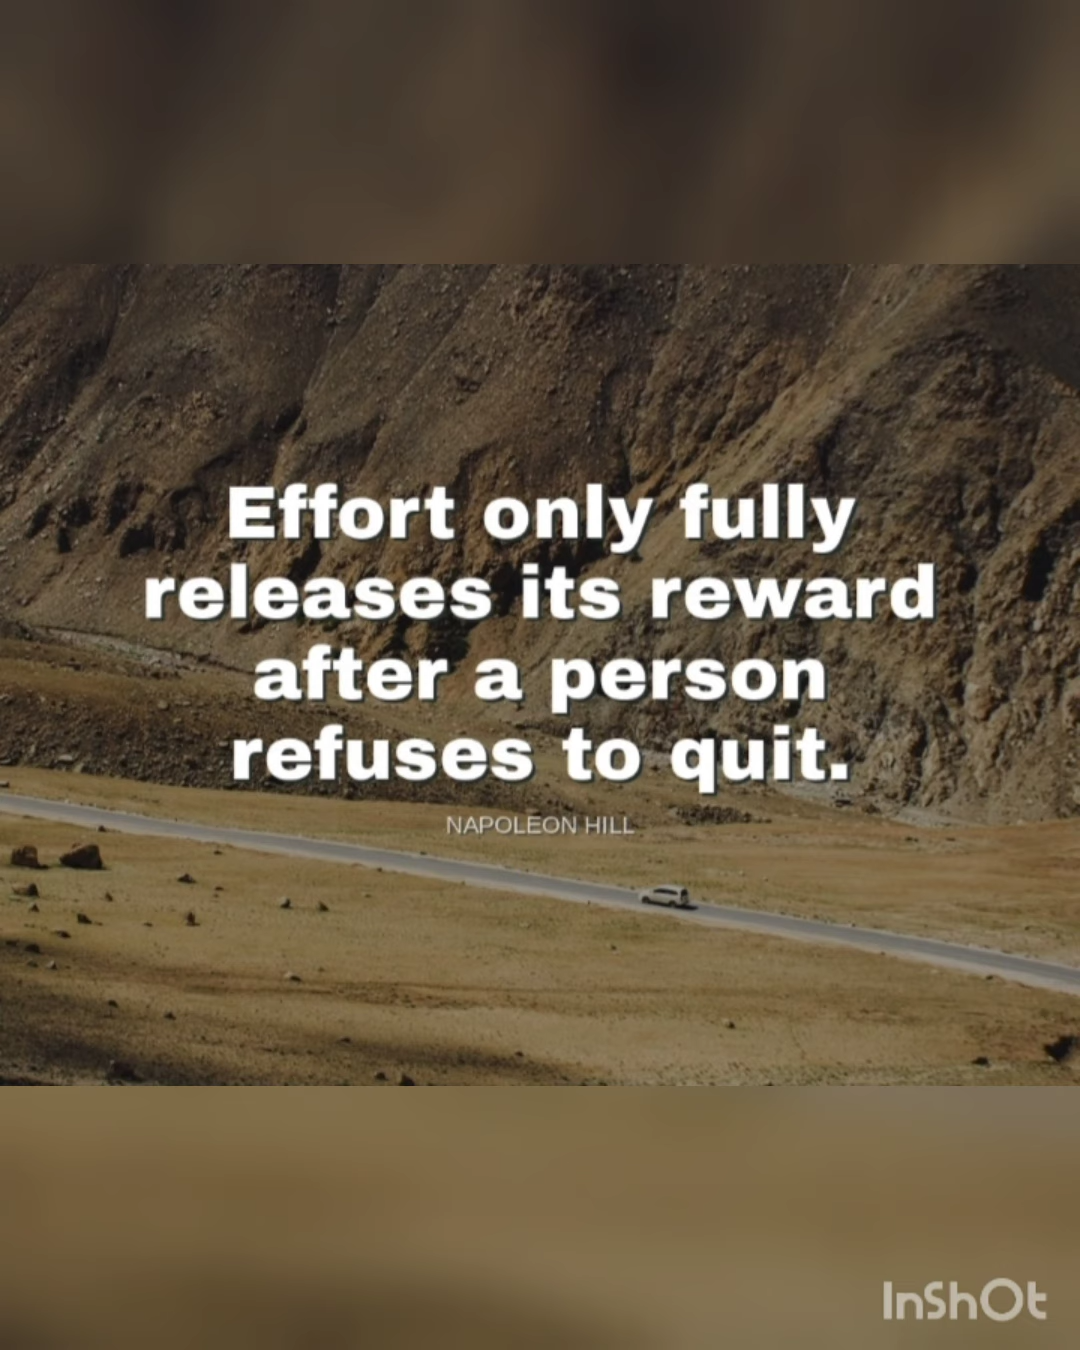 Effort only fully
releases its reward
after a person
refuses to quit.
NAPOLEON HILL
InShOt